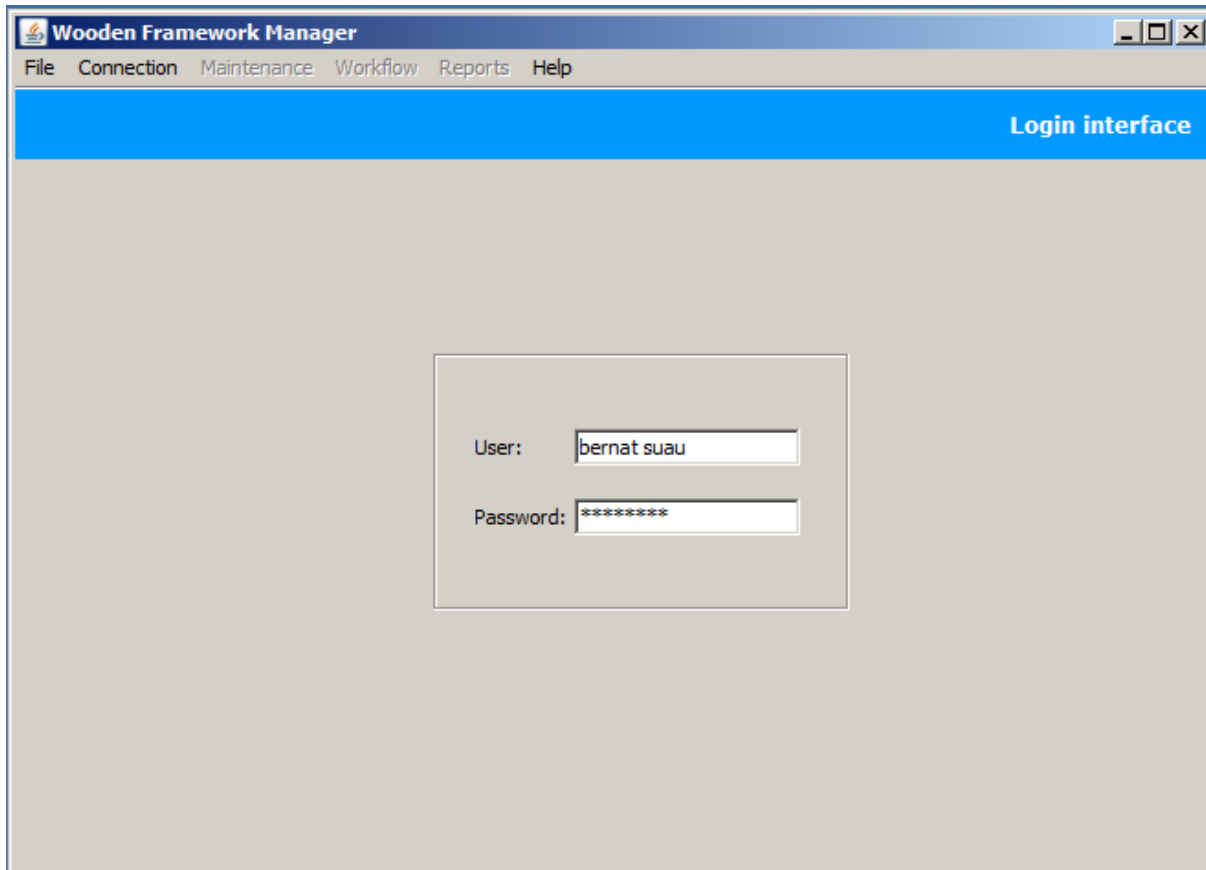 Wooden Framework Manager
File Connection Maintenance Workflow Reports Help
Login interface
User: bernat suau
Password: ********